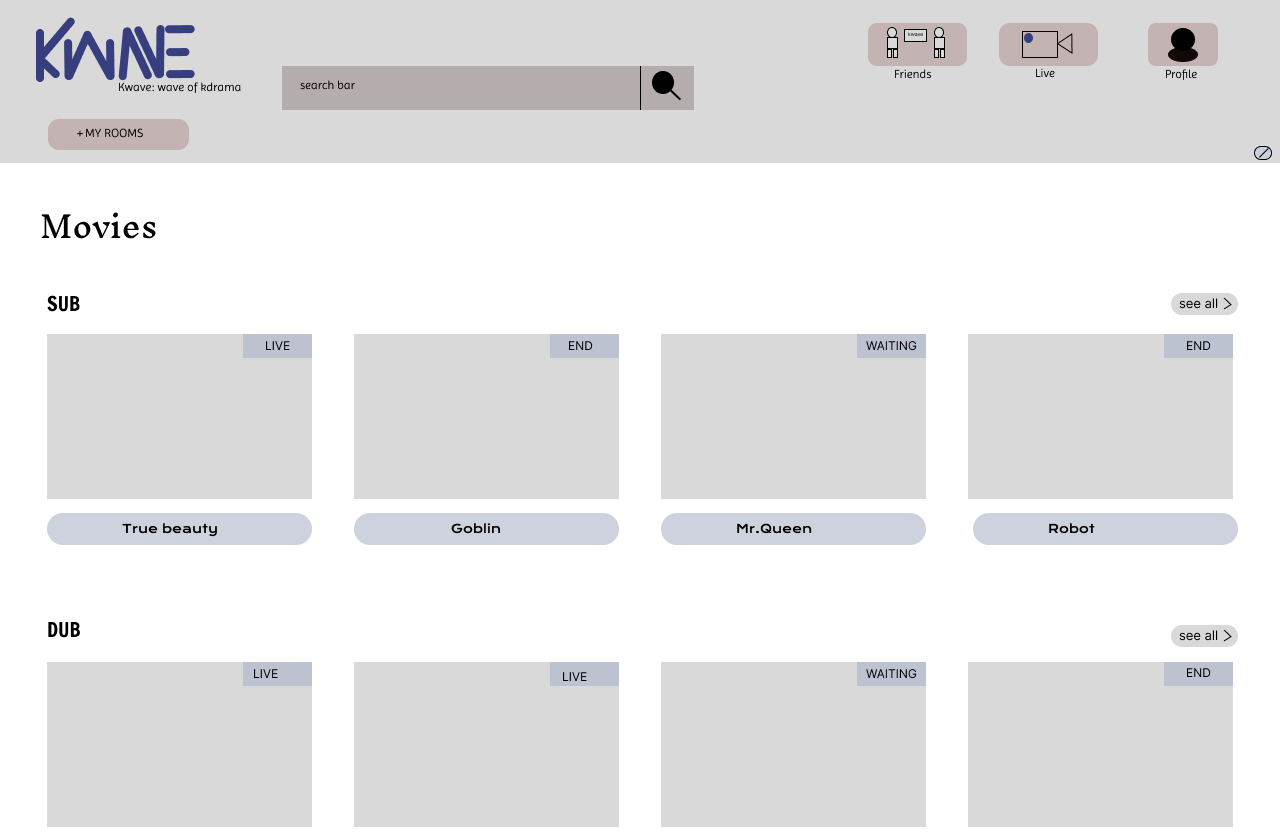 KWAVE
Kwave: wave of kdrama
search bar
kwave
Friends
Live
Profile
+ MY ROOMS
Movies
SUB
see all
LIVE
END
WAITING
END
True beauty
Goblin
Mr.Queen
Robot
DUB
see all
LIVE
LIVE
WAITING
END